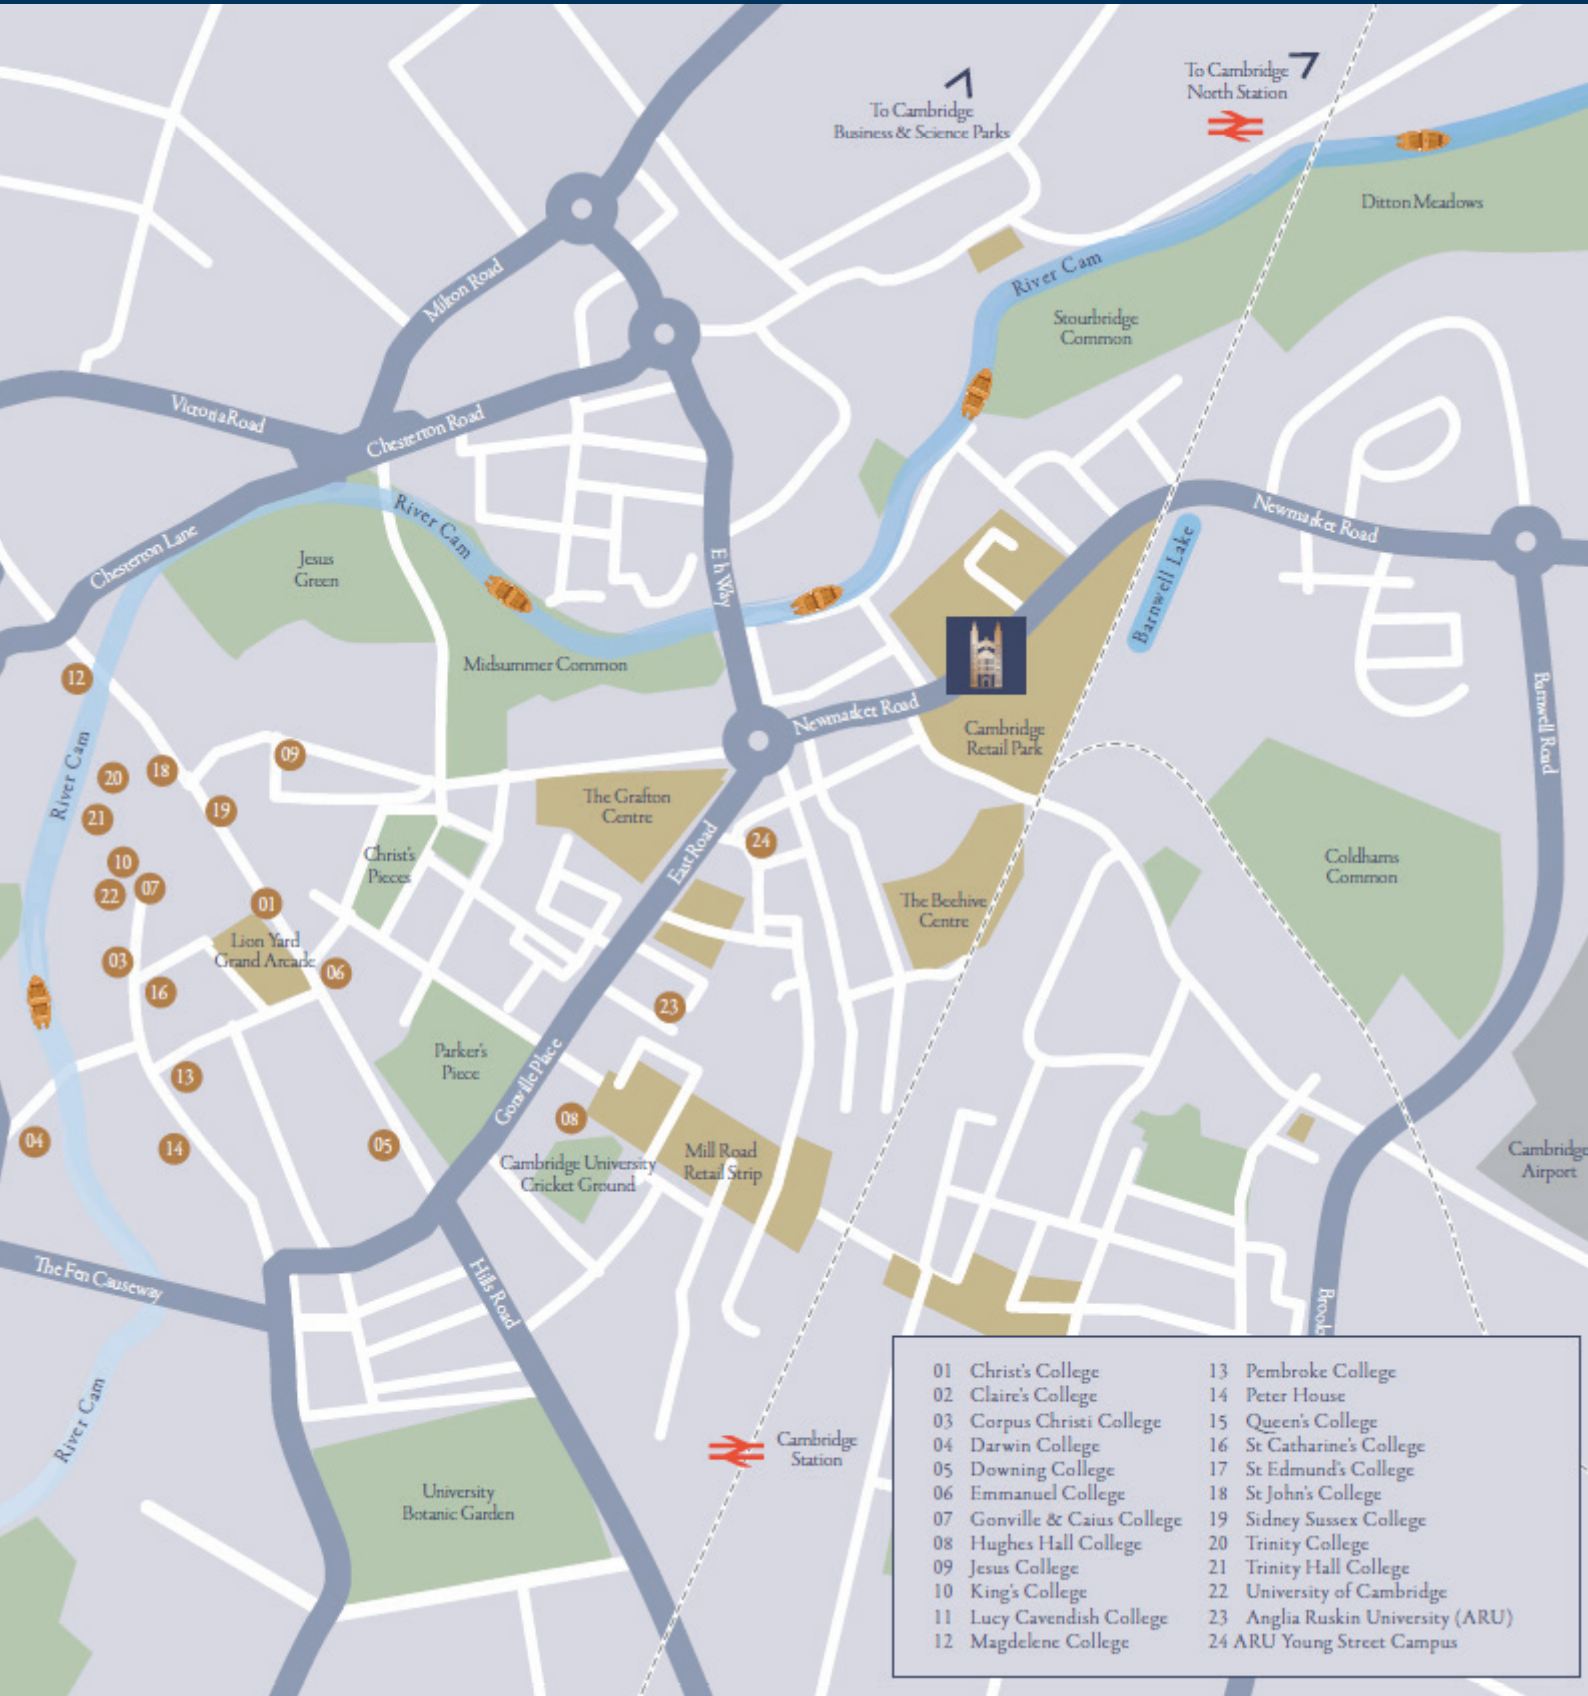 To Cambridge
North Station
To Cambridge
Business & Science Parks
Ditton Meadows
River Cam
Milton Road
Stourbridge
Common
Victoria Road
Chesterton Road
River Cam
Newmarket Road
Chesterton Lane
Jesus
Green
Barnwell Lake
Midsummer Common
12
Newmarket Road
Barnwell Road
Cambridge
Retail Park
River Cam
09
18
20
19
21
The Grafton
Centre
East Road
24
Christ's
Pieces
10
07
22
01
Coldhams
Common
The Beehive
Centre
Lion Yard
Grand Arcade
03
06
16
23
Parker's
Piece
Gonville Place
13
08
04
14
05
Mill Road
Retail Strip
Cambridge University
Cricket Ground
Cambridge
Airport
The Fen Causeway
Hills Road
Brook
River Cam
Cambridge
Station
University
Botanic Garden
01 Christ's College
02 Claire's College
03 Corpus Christi College
04 Darwin College
05 Downing College
06 Emmanuel College
07 Gonville & Caius College
08 Hughes Hall College
09 Jesus College
10 King's College
11 Lucy Cavendish College
12 Magdelene College
13 Pembroke College
14 Peter House
15 Queen's College
16 St Catharine's College
17 St Edmund's College
18 St John's College
19 Sidney Sussex College
20 Trinity College
21 Trinity Hall College
22 University of Cambridge
23 Anglia Ruskin University (ARU)
24 ARU Young Street Campus